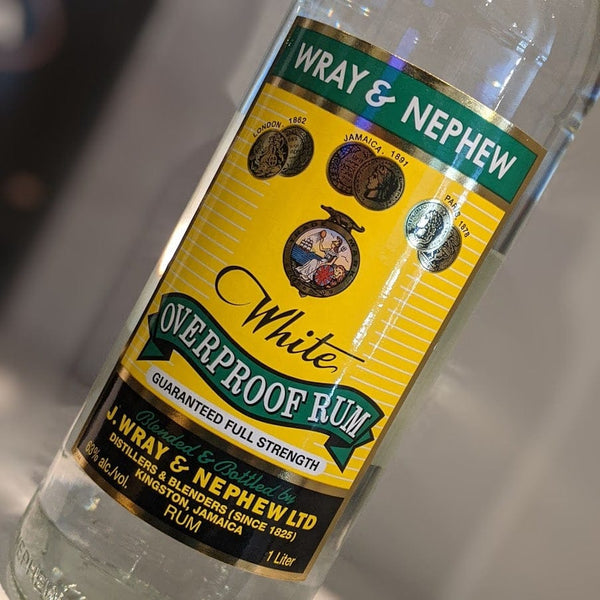 WRAY & NEPHEW
LONDON, 1862
JAMAICA, 1891
PARIS 1878
White
OVERPROOF RUM
GUARANTEED FULL STRENGTH
Blended & Bottled by
J. WRAY & NEPHEW LTD
DISTILLERS & BLENDERS (SINCE 1825)
KINGSTON, JAMAICA
63% alc/vol.
RUM
1 Liter